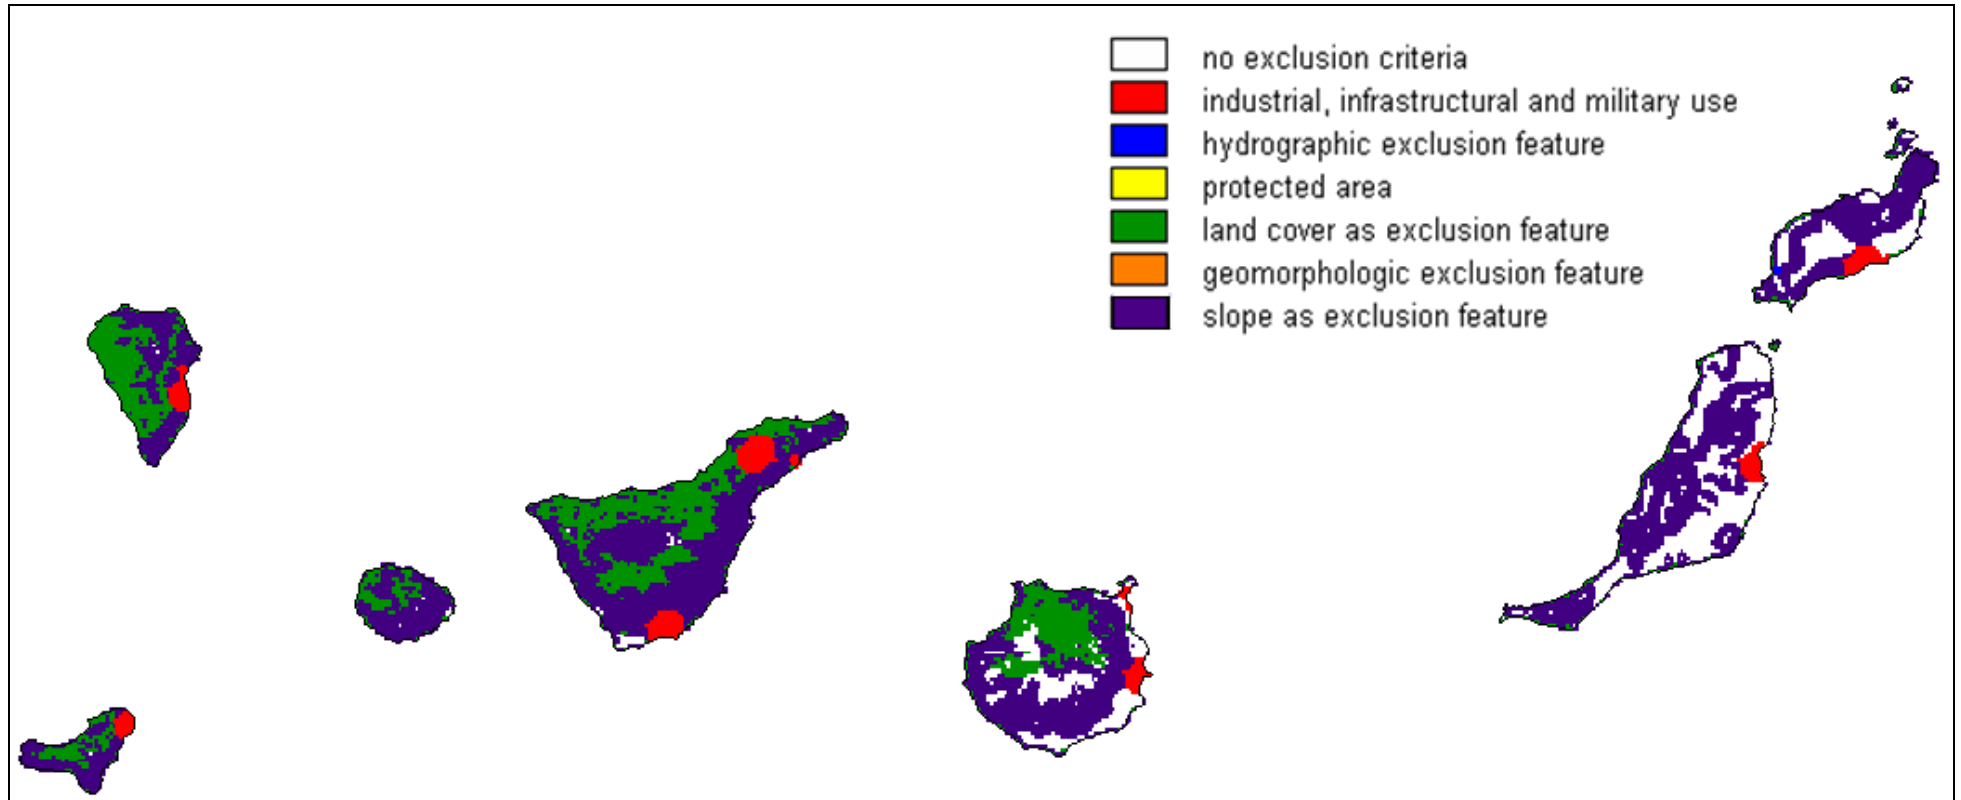 no exclusion criteria
industrial, infrastructural and military use
hydrographic exclusion feature
protected area
land cover as exclusion feature
geomorphologic exclusion feature
slope as exclusion feature